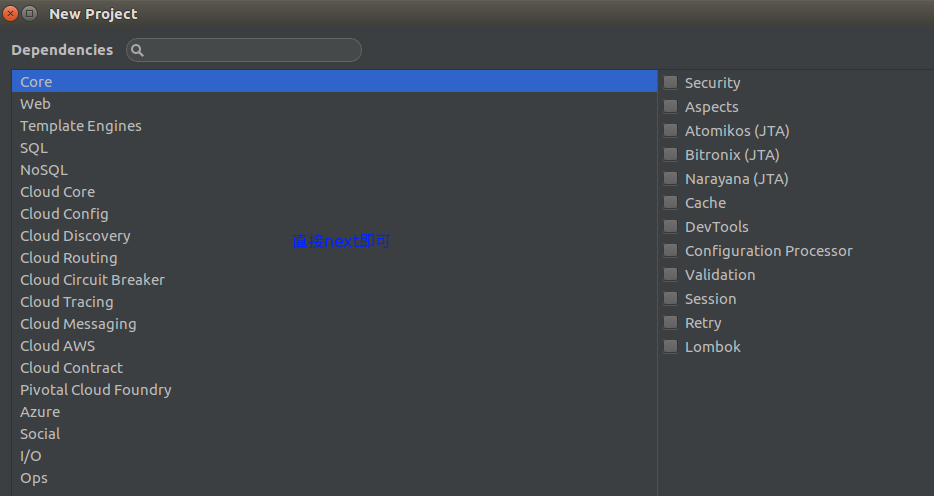 New Project
Dependencies
Core
Web
Template Engines
SQL
NoSQL
Cloud Core
Cloud Config
Cloud Discovery
Cloud Routing
Cloud Circuit Breaker
Cloud Tracing
Cloud Messaging
Cloud AWS
Cloud Contract
Pivotal Cloud Foundry
Azure
Social
I/O
Ops
直接next即可
Security
Aspects
Atomikos (JTA)
Bitronix (JTA)
Narayana (JTA)
Cache
DevTools
Configuration Processor
Validation
Session
Retry
Lombok